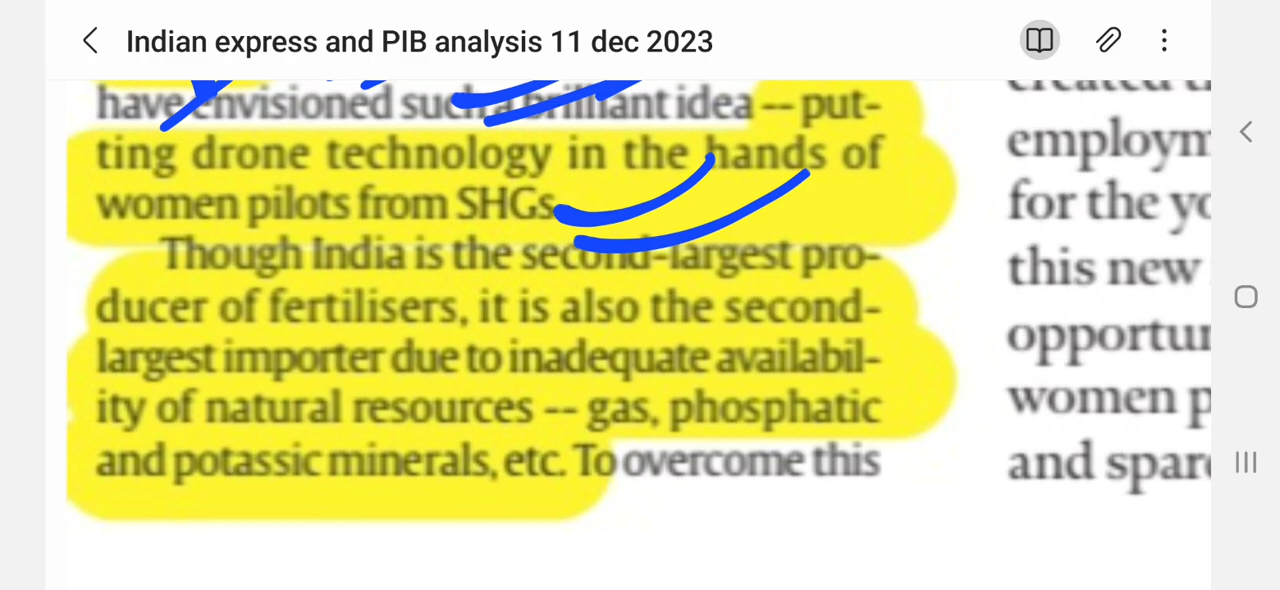 Indian express and PIB analysis 11 dec 2023
have envisioned such a brilliant idea -- put-
ting drone technology in the hands of
women pilots from SHGs
Though India is the second-largest pro-
ducer of fertilisers, it is also the second-
largest importer due to inadequate availabil-
ity of natural resources -- gas, phosphatic
and potassic minerals, etc. To overcome this
created
employm
for the yo
this new
opportun
women p
and spare